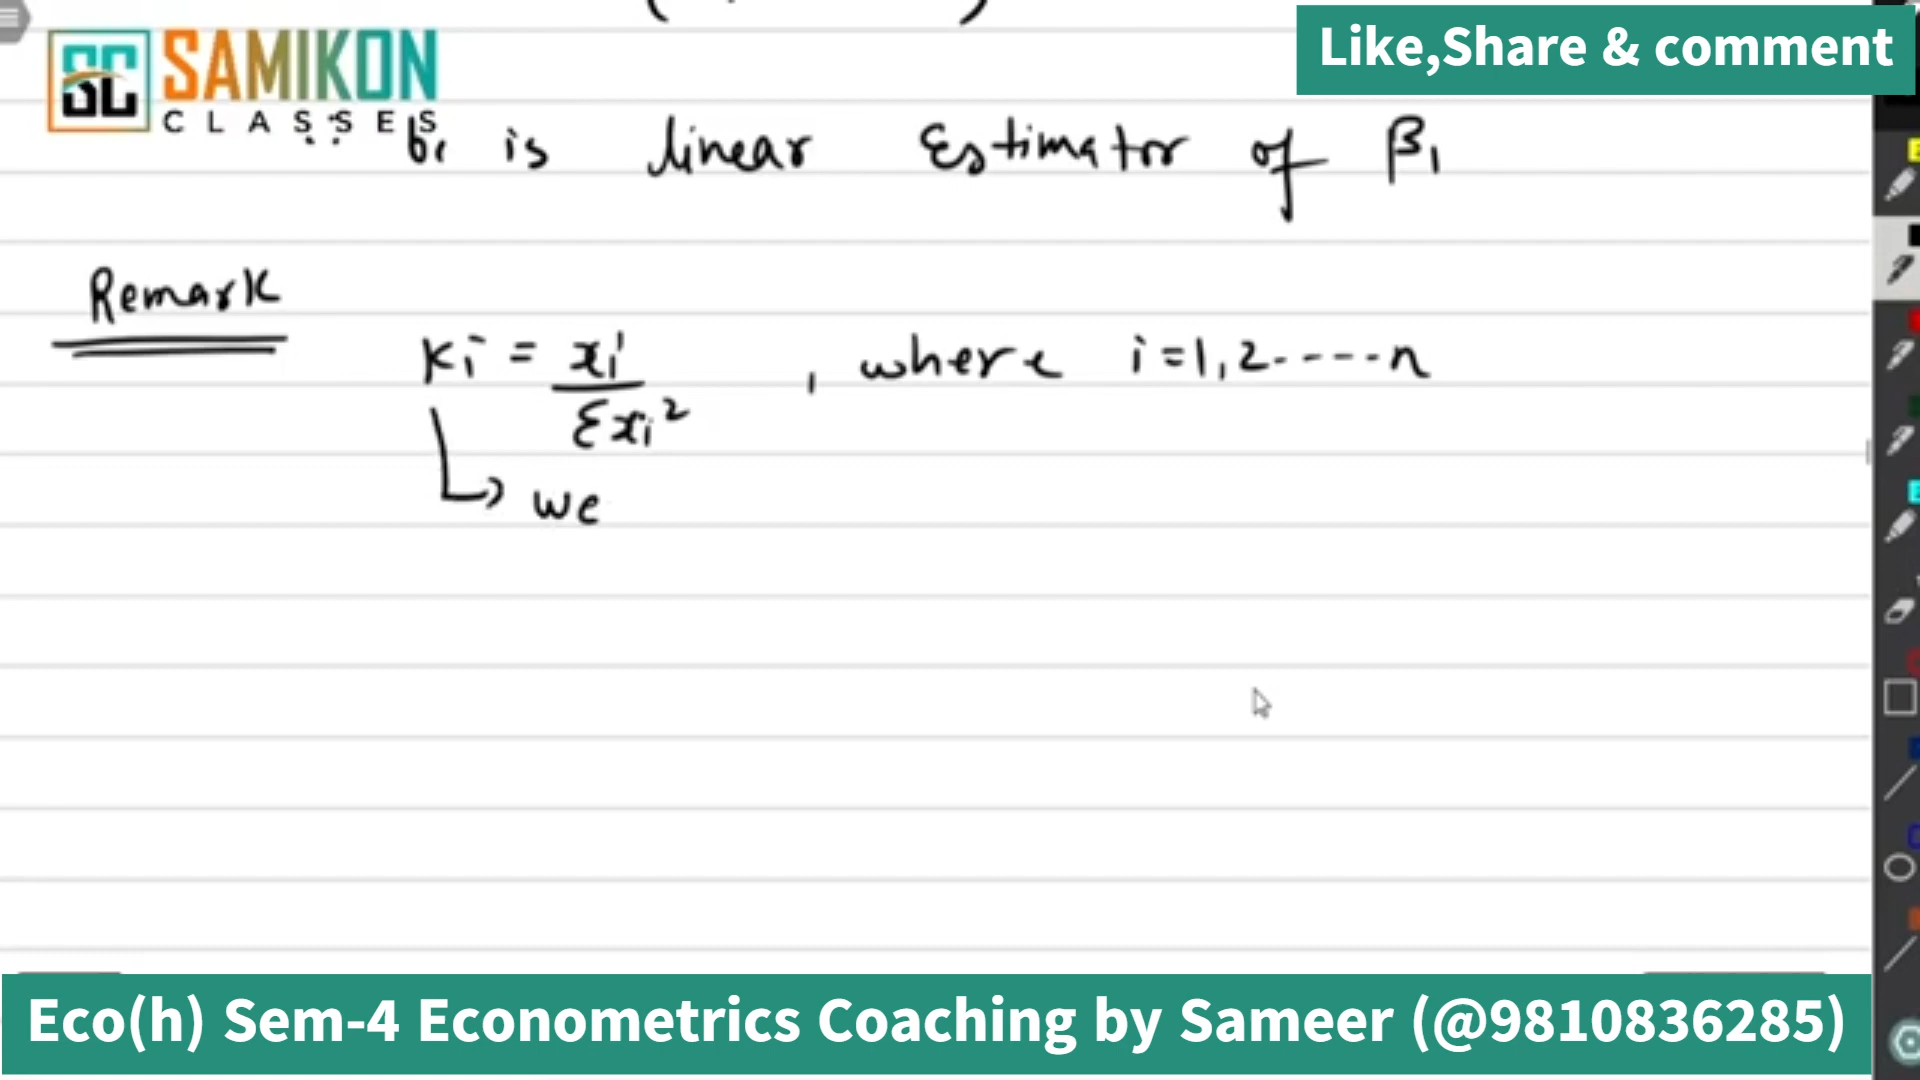 SC SAMIKON
CLASSES
Like,Share & comment
∴ b₁ is linear Estimator of β₁
Remark
Ki = xi / Σxi² , where i=1,2-----n
↳ we
Eco(h) Sem-4 Econometrics Coaching by Sameer (@9810836285)